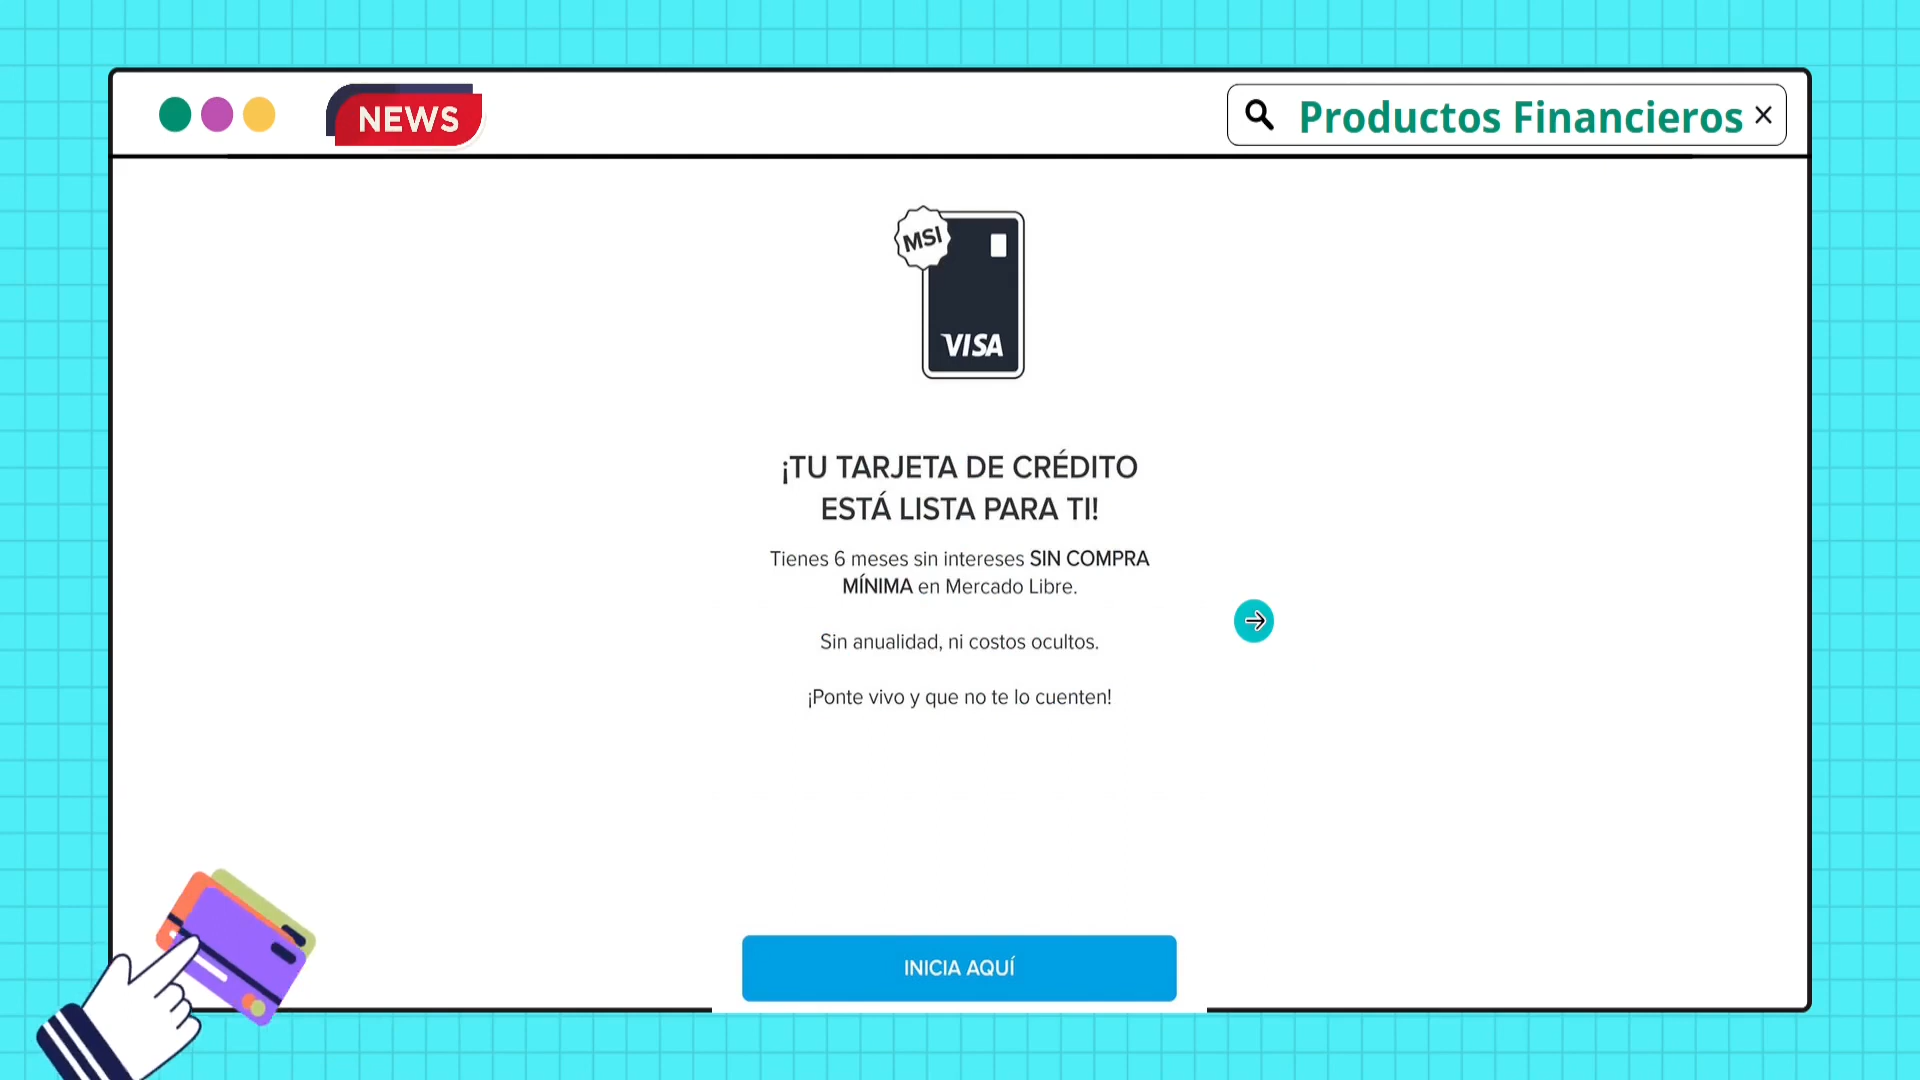 NEWS
Productos Financieros
MSI
VISA
¡TU TARJETA DE CRÉDITO
ESTÁ LISTA PARA TI!
Tienes 6 meses sin intereses SIN COMPRA
MÍNIMA en Mercado Libre.
Sin anualidad, ni costos ocultos.
¡Ponte vivo y que no te lo cuenten!
INICIA AQUÍ